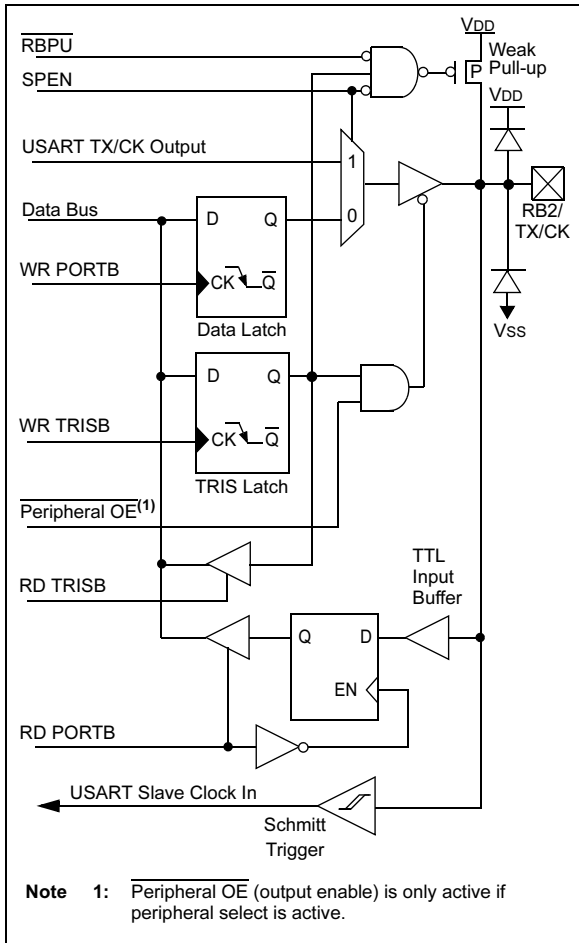 VDD
RBPU
Weak
Pull-up
P
SPEN
VDD
USART TX/CK Output
1
Data Bus
D Q
0
RB2/
TX/CK
WR PORTB
CK Q
Data Latch
VSS
D Q
WR TRISB
CK Q
TRIS Latch
Peripheral OE(1)
TTL
Input
Buffer
RD TRISB
Q D
EN
RD PORTB
USART Slave Clock In
Schmitt
Trigger
Note 1: Peripheral OE (output enable) is only active if
peripheral select is active.